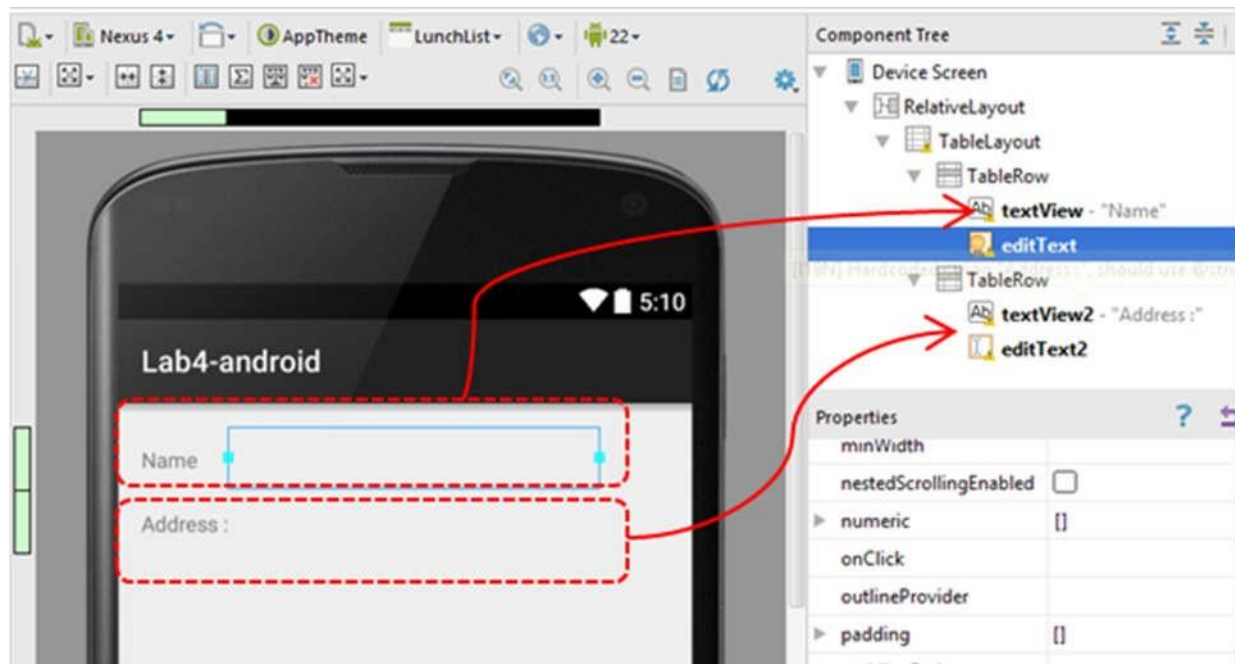 Nexus 4 AppTheme LunchList 22
Component Tree
Device Screen
RelativeLayout
TableLayout
TableRow
textView - "Name"
editText
TableRow
textView2 - "Address :"
editText2
5:10
Lab4-android
Name
Address :
Properties
?
minWidth
nestedScrollingEnabled
numeric []
onClick
outlineProvider
padding []